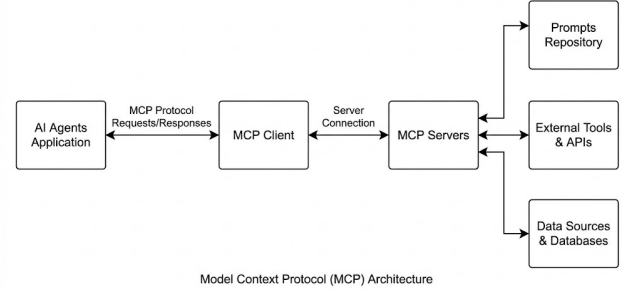 Prompts
Repository
MCP Protocol
Requests/Responses
Server
Connection
AI Agents
Application
MCP Client
MCP Servers
External Tools
& APIs
Data Sources
& Databases
Model Context Protocol (MCP) Architecture